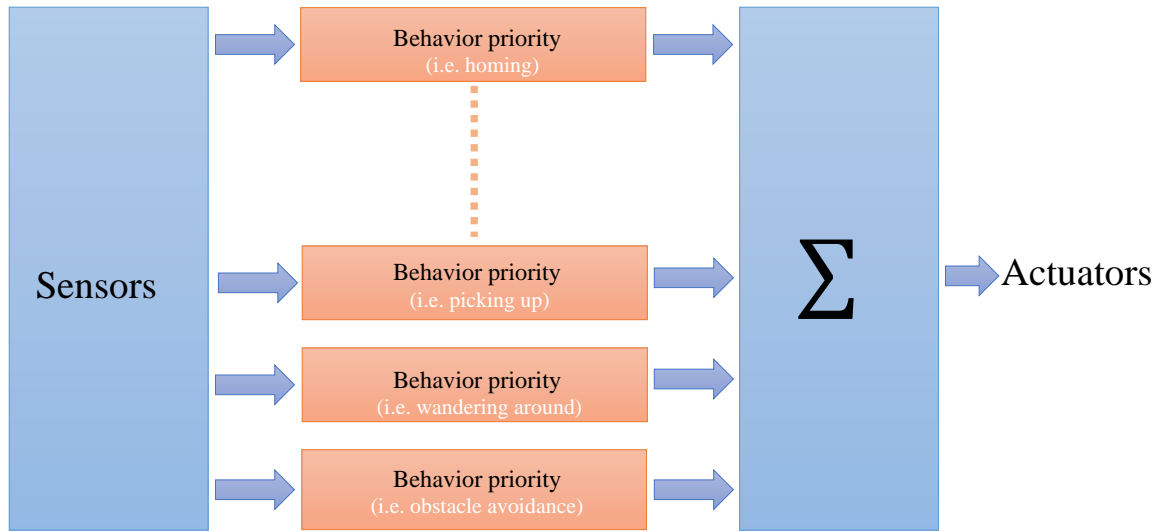 Sensors
Behavior priority
(i.e. homing)
Behavior priority
(i.e. picking up)
Behavior priority
(i.e. wandering around)
Behavior priority
(i.e. obstacle avoidance)
∑
Actuators